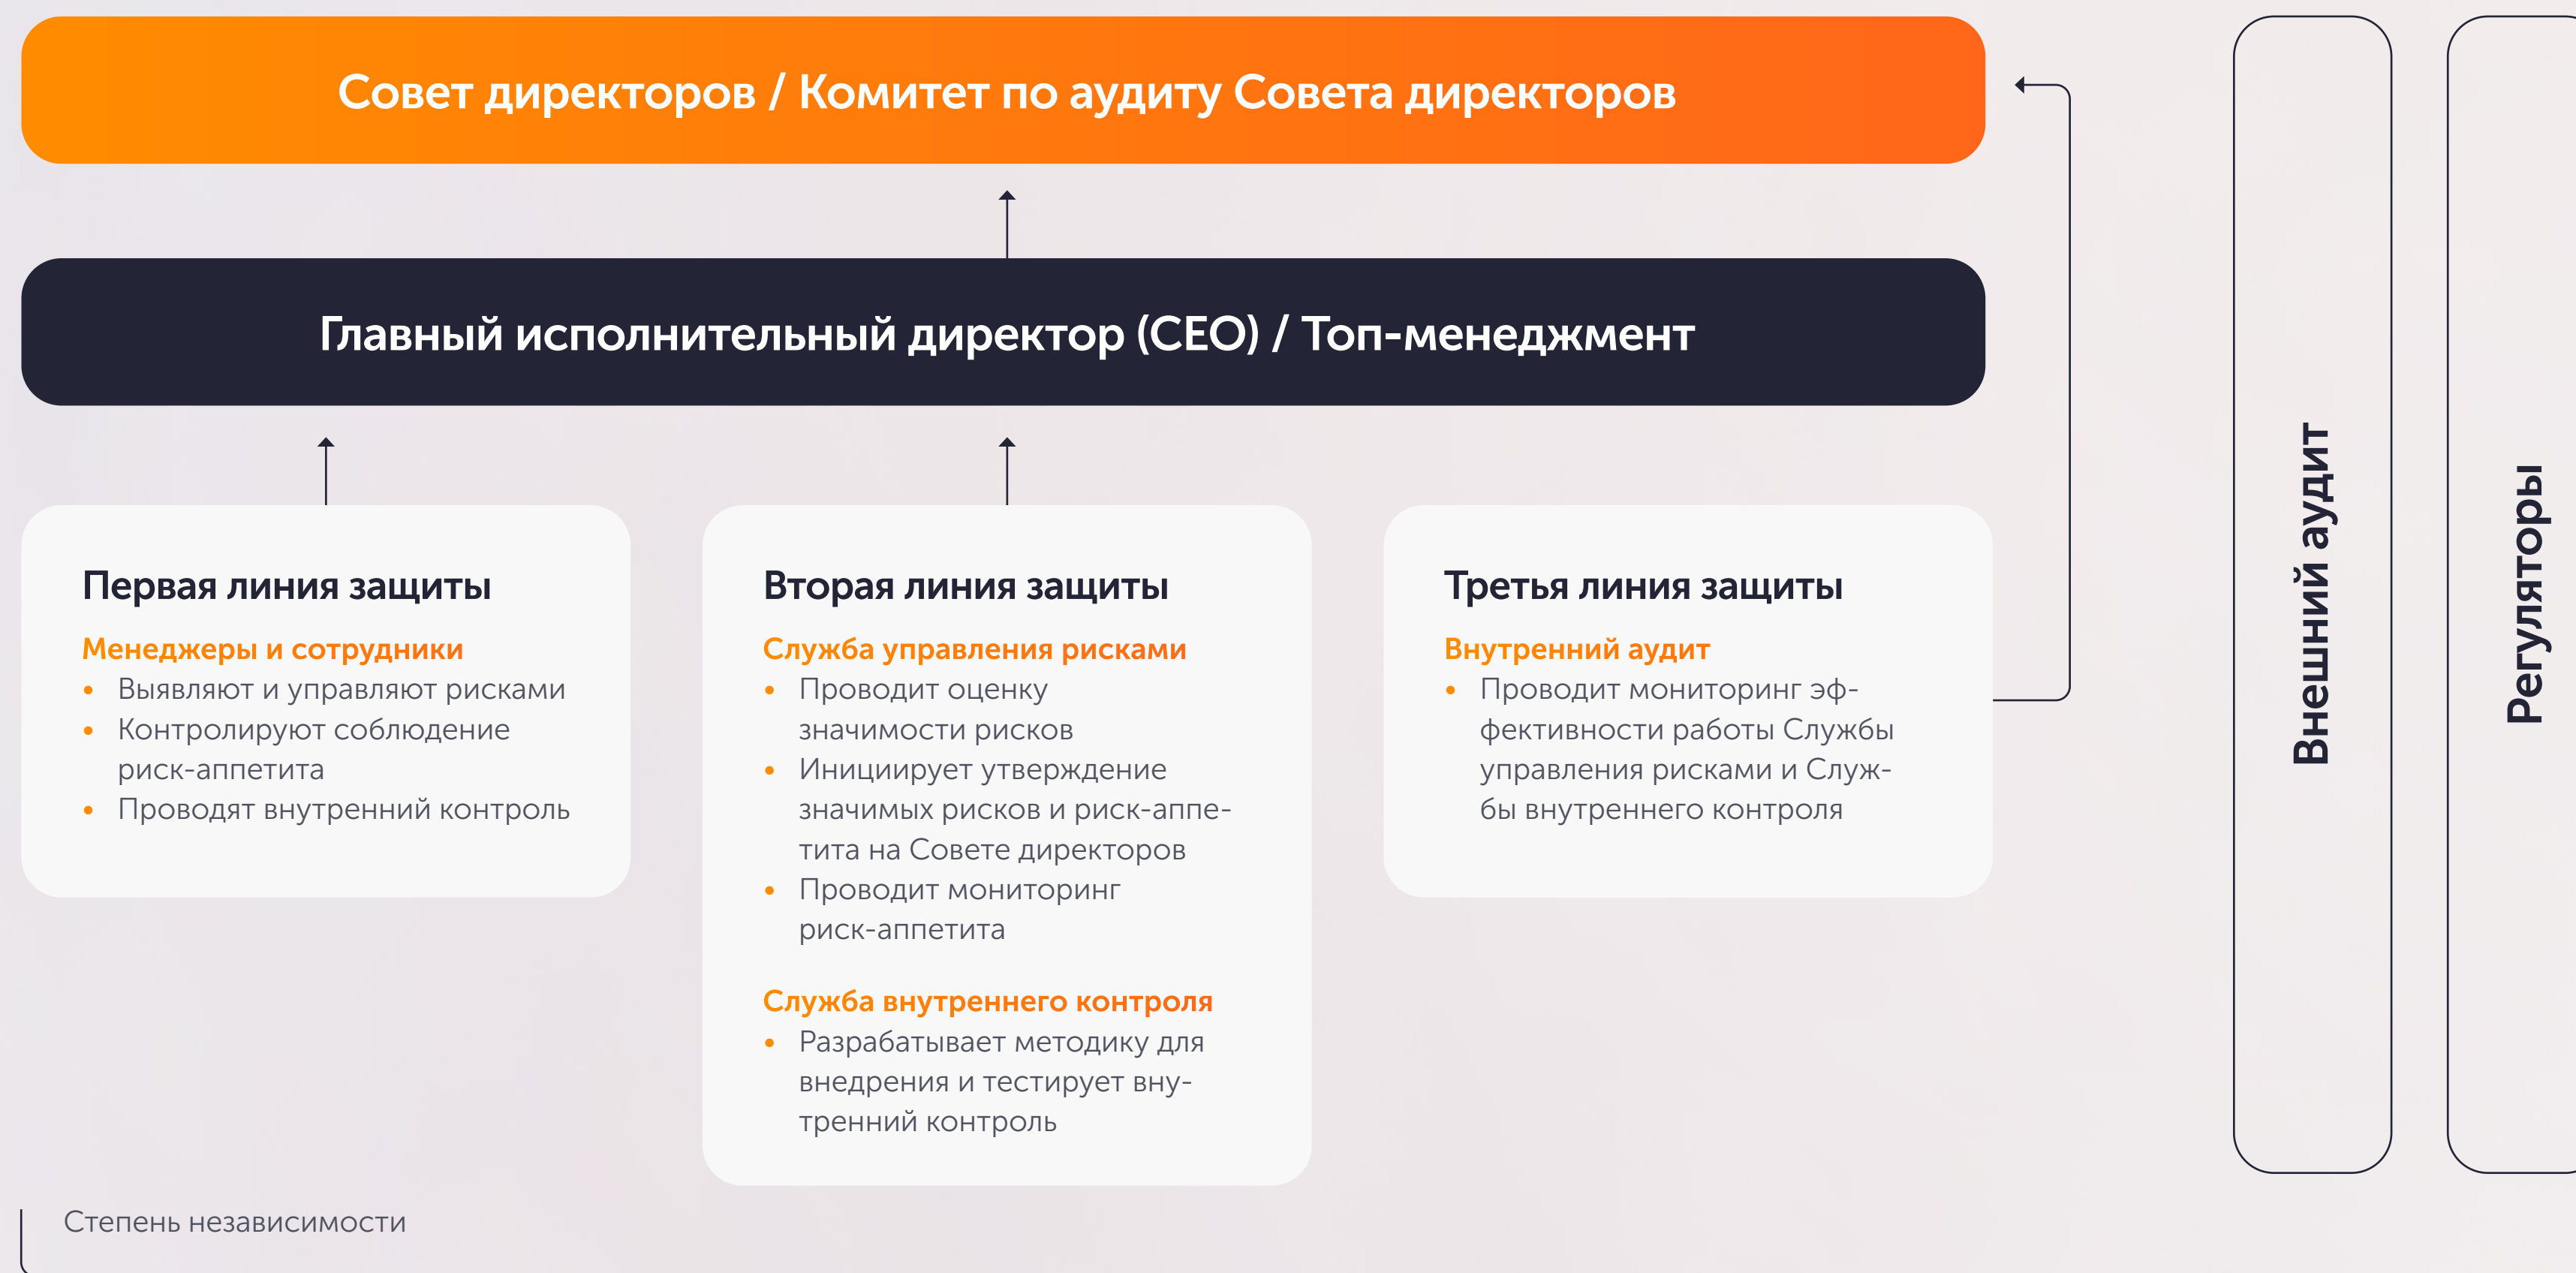 Совет директоров / Комитет по аудиту Совета директоров
Главный исполнительный директор (CEO) / Топ-менеджмент
Первая линия защиты
Менеджеры и сотрудники
• Выявляют и управляют рисками
• Контролируют соблюдение
риск-аппетита
• Проводят внутренний контроль
Вторая линия защиты
Служба управления рисками
• Проводит оценку
значимости рисков
• Инициирует утверждение
значимых рисков и риск-аппе-
тита на Совете директоров
• Проводит мониторинг
риск-аппетита
Служба внутреннего контроля
• Разрабатывает методику для
внедрения и тестирует вну-
тренний контроль
Третья линия защиты
Внутренний аудит
• Проводит мониторинг эф-
фективности работы Службы
управления рисками и Служ-
бы внутреннего контроля
Внешний аудит
Регуляторы
Степень независимости